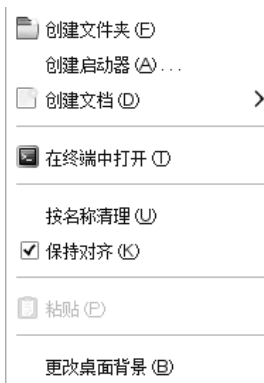 创建文件夹(F)
创建启动器(A)...
创建文档(D)
在终端中打开(T)
按名称清理(U)
保持对齐(K)
粘贴(P)
更改桌面背景(B)